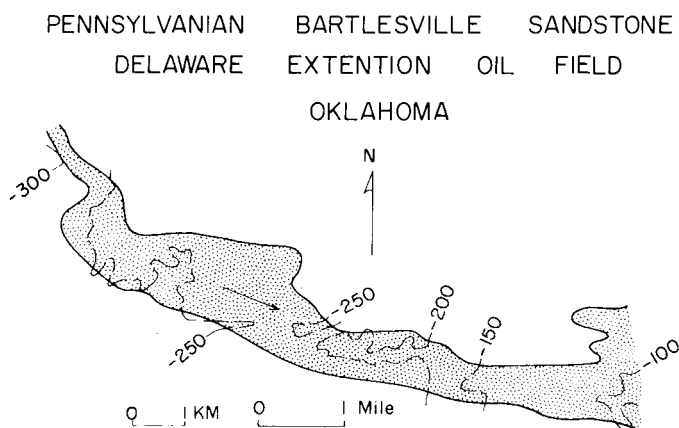 PENNSYLVANIAN BARTLESVILLE SANDSTONE
DELAWARE EXTENTION OIL FIELD
OKLAHOMA
N
-300
-250
-250
-200
-150
-100
0 1 KM
0 1 Mile